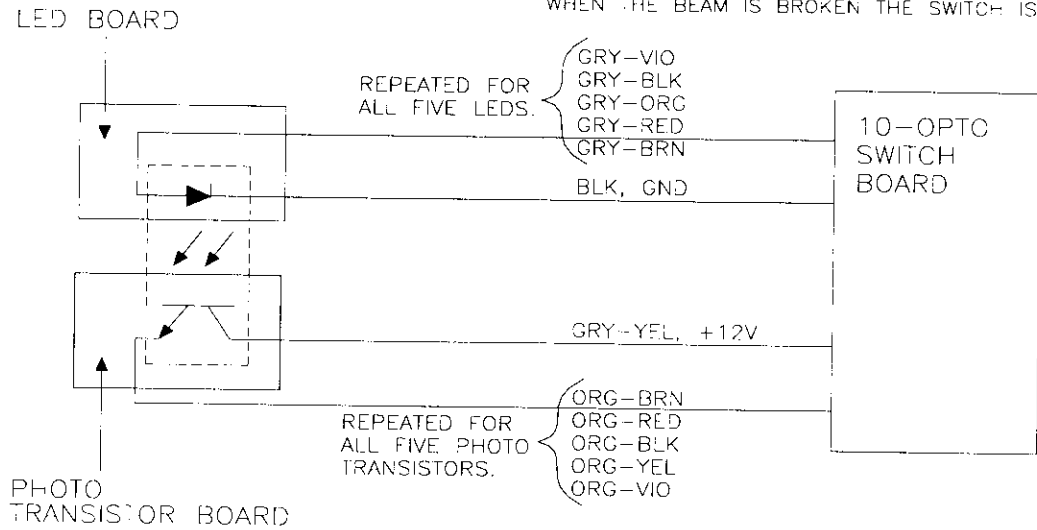 WHEN THE BEAM IS BROKEN THE SWITCH IS
LED BOARD
REPEATED FOR
ALL FIVE LEDS.
GRY-VIO
GRY-BLK
GRY-ORG
GRY-RED
GRY-BRN
10-OPTO
SWITCH
BOARD
BLK, GND
GRY-YEL, +12V
REPEATED FOR
ALL FIVE PHOTO
TRANSISTORS.
ORG-BRN
ORG-RED
ORG-BLK
ORG-YEL
ORG-VIO
PHOTO
TRANSISTOR BOARD